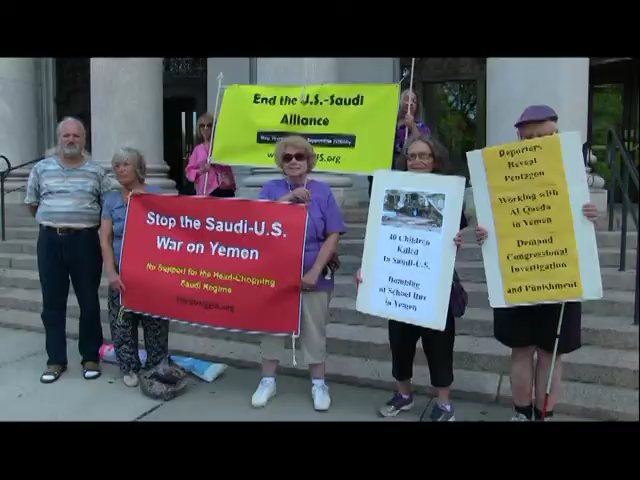 End the U.S.-Saudi
Alliance
Stop the Saudi-U.S.
War on Yemen
No Support for the Head-Chopping
Saudi Regime
40 Children
Killed
in Saudi-U.S.
Bombing
of School Bus
in Yemen
Reporters
Reveal
Pentagon
Working with
Al Qaeda
in Yemen
Demand
Congressional
Investigation
and Punishment